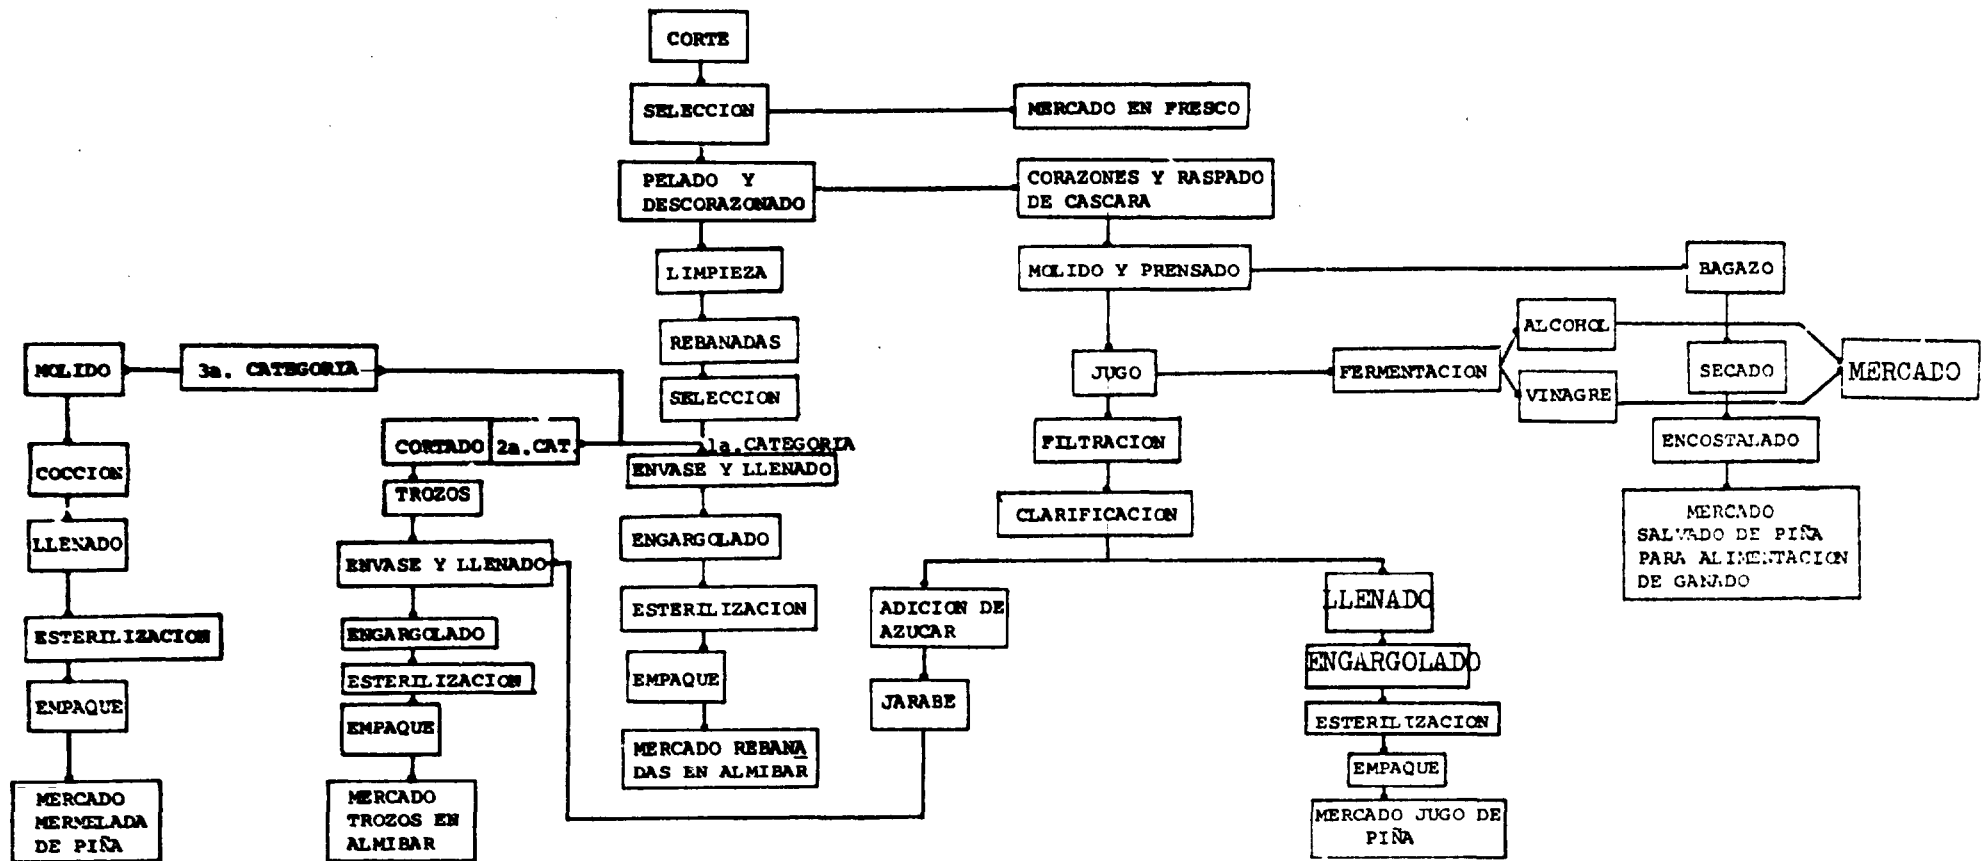 CORTE
SELECCION
MERCADO EN FRESCO
PELADO Y
DESCORAZONADO
CORAZONES Y RASPADO
DE CASCARA
LIMPIEZA
MOLIDO Y PRENSADO
BAGAZO
REBANADAS
ALCOHOL
MOLIDO
3a. CATEGORIA
JUGO
FERMENTACION
SECADO
MERCADO
SELECCION
VINAGRE
CORTADO
2a.CAT.
1a.CATEGORIA
FILTRACION
ENCOSTALADO
ENVASE Y LLENADO
COCCION
TROZOS
CLARIFICACION
MERCADO
SALVADO DE PIÑA
PARA ALIMENTACION
DE GANADO
LLENADO
ENVASE Y LLENADO
ENGARGOLADO
ADICION DE
AZUCAR
LLENADO
ESTERILIZACION
ENGARGOLADO
ESTERILIZACION
ENGARGOLADO
ESTERILIZACION
EMPAQUE
EMPAQUE
EMPAQUE
JARABE
ESTERILIZACION
MERCADO REBANA
DAS EN ALMIBAR
EMPAQUE
MERCADO
MERMELADA
DE PIÑA
MERCADO
TROZOS EN
ALMIBAR
MERCADO JUGO DE
PIÑA